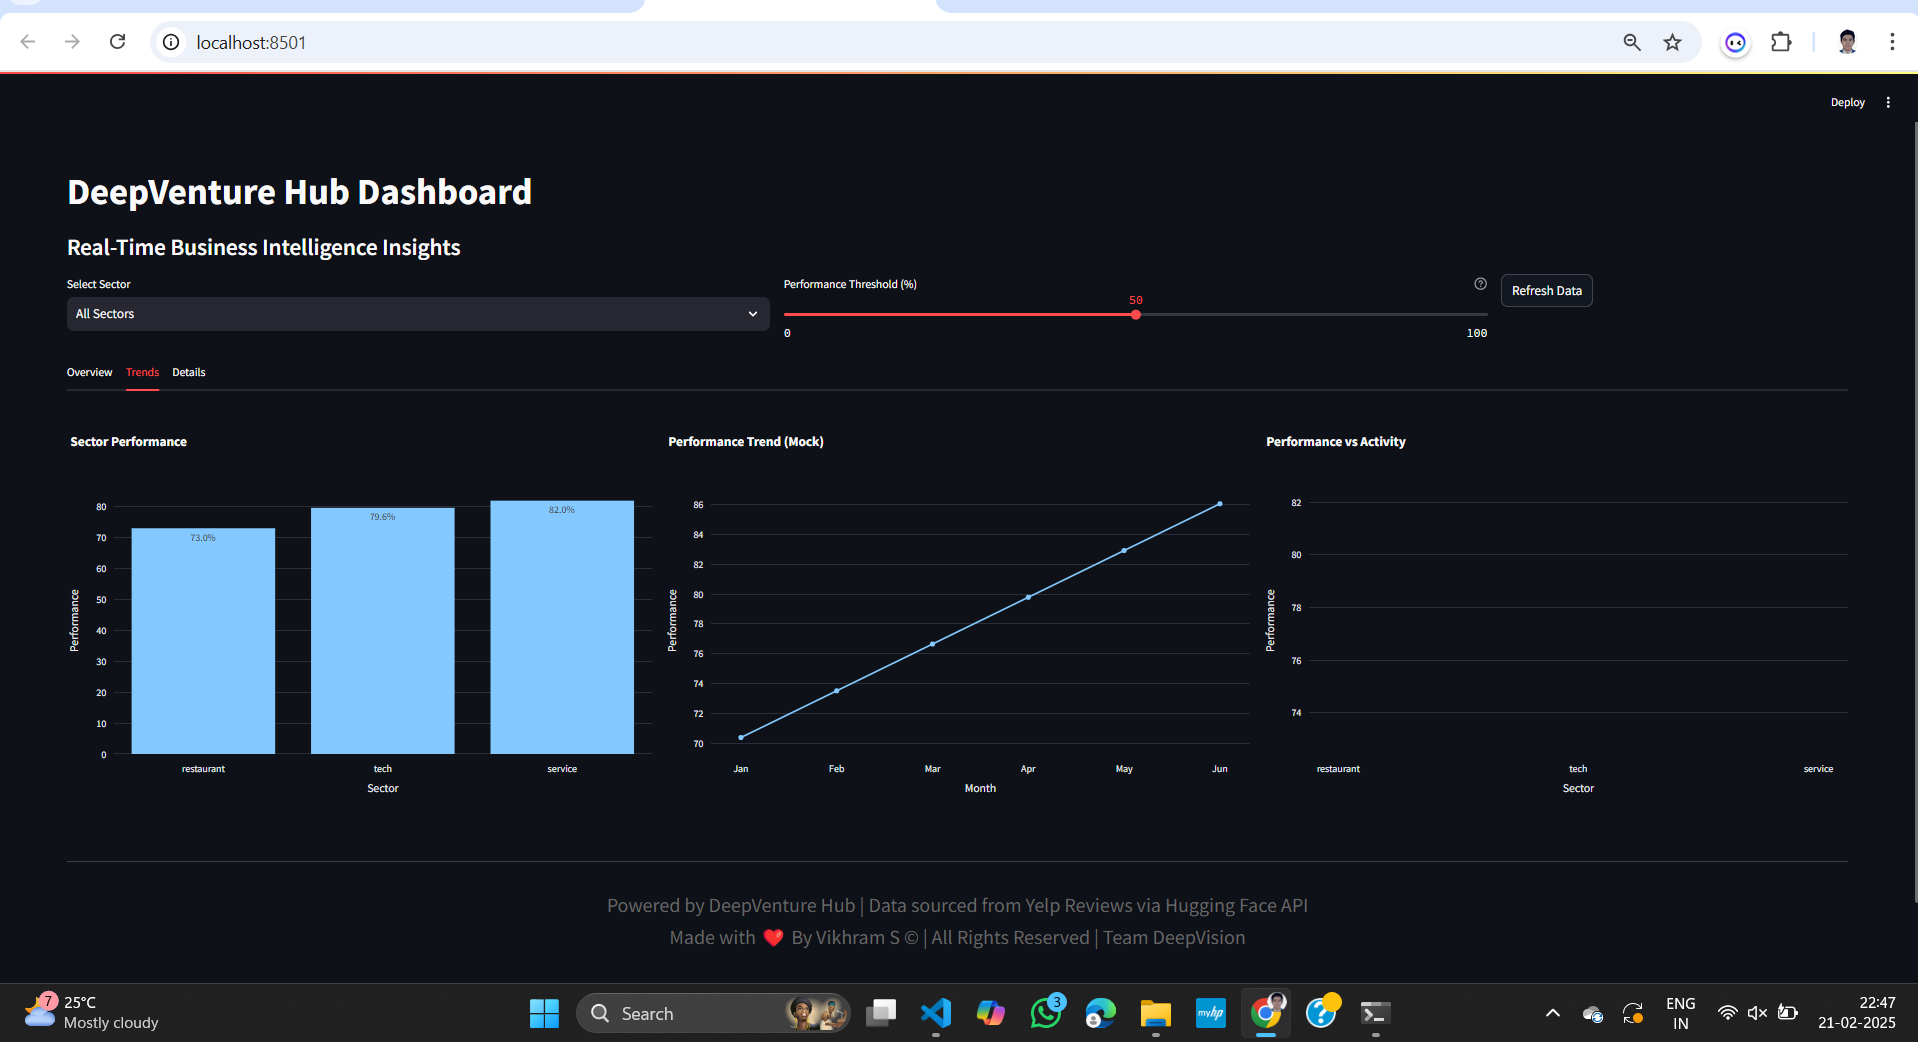 localhost:8501
Deploy
DeepVenture Hub Dashboard
Real-Time Business Intelligence Insights
Select Sector
All Sectors
Performance Threshold (%)
50
0
100
Refresh Data
Overview Trends Details
Sector Performance
80
70
60
50
40
30
20
10
0
Performance
73.0%
79.6%
82.0%
restaurant tech service
Sector
Performance Trend (Mock)
86
84
82
80
78
76
74
72
70
Performance
Jan Feb Mar Apr May Jun
Month
Performance vs Activity
82
80
78
76
74
Performance
restaurant tech service
Sector
Powered by DeepVenture Hub | Data sourced from Yelp Reviews via Hugging Face API
Made with ❤️ By Vikhram S © | All Rights Reserved | Team DeepVision
7
25°C
Mostly cloudy
Search
3
myhp
ENG
IN
22:47
21-02-2025